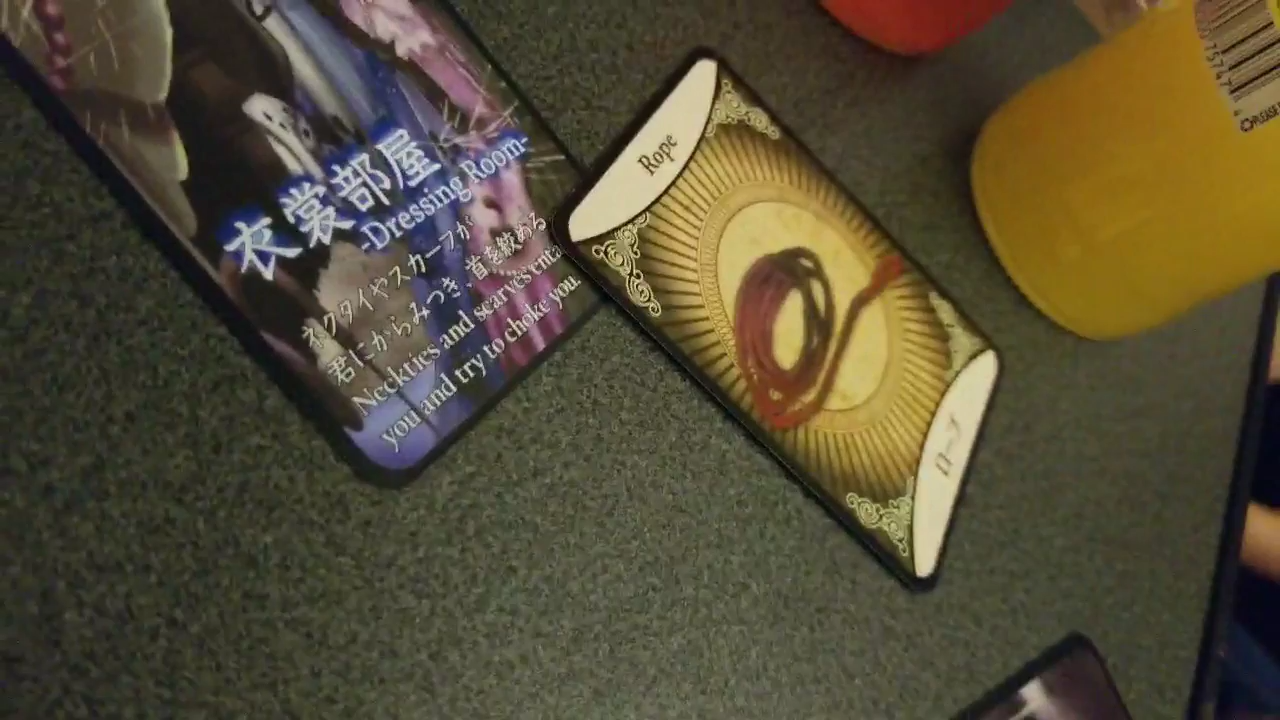 衣裳部屋
-Dressing Room-
ネクタイやスカーフが
君にからみつき、首を絞める
Neckties and scarves enta
you and try to choke you.
Rope
ロープ
PLEASE